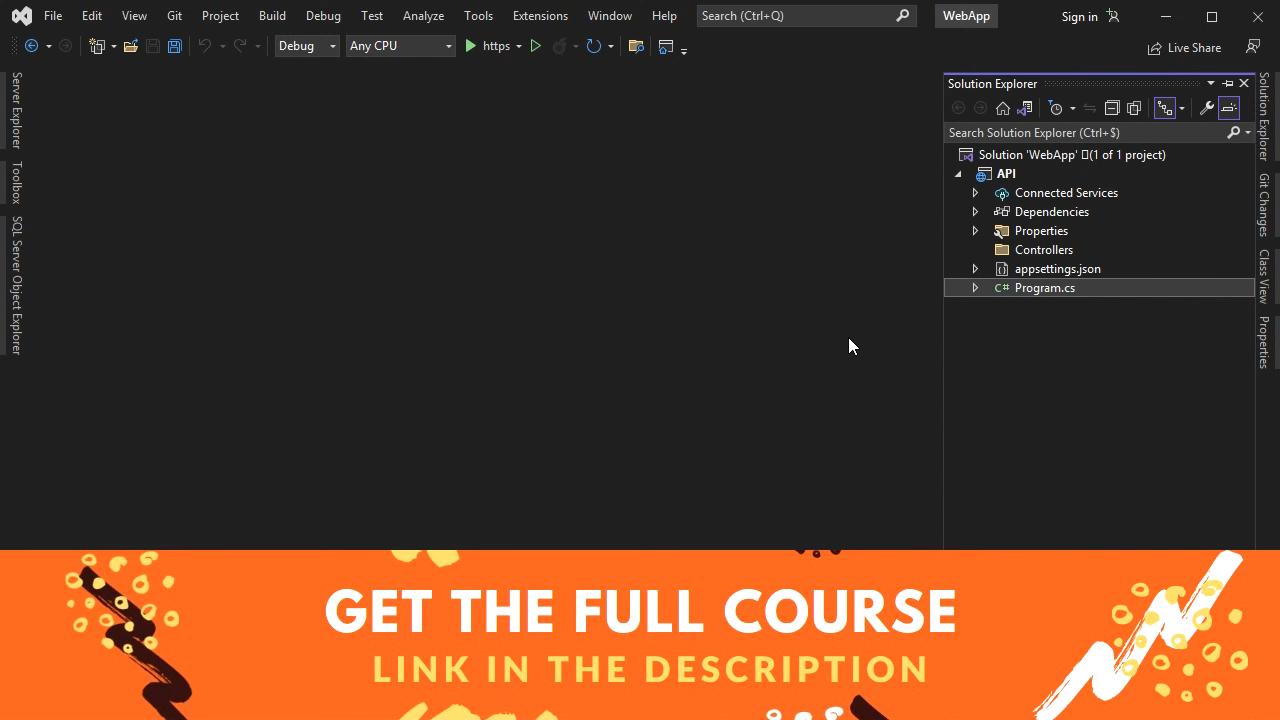 File Edit View Git Project Build Debug Test Analyze Tools Extensions Window Help Search (Ctrl+Q) WebApp Sign in
Debug Any CPU https Live Share
Server Explorer
Toolbox
SQL Server Object Explorer
Solution Explorer
Search Solution Explorer (Ctrl+$)
Solution 'WebApp' (1 of 1 project)
API
Connected Services
Dependencies
Properties
Controllers
appsettings.json
C# Program.cs
Solution Explorer
Git Changes
Class View
Properties
GET THE FULL COURSE
LINK IN THE DESCRIPTION